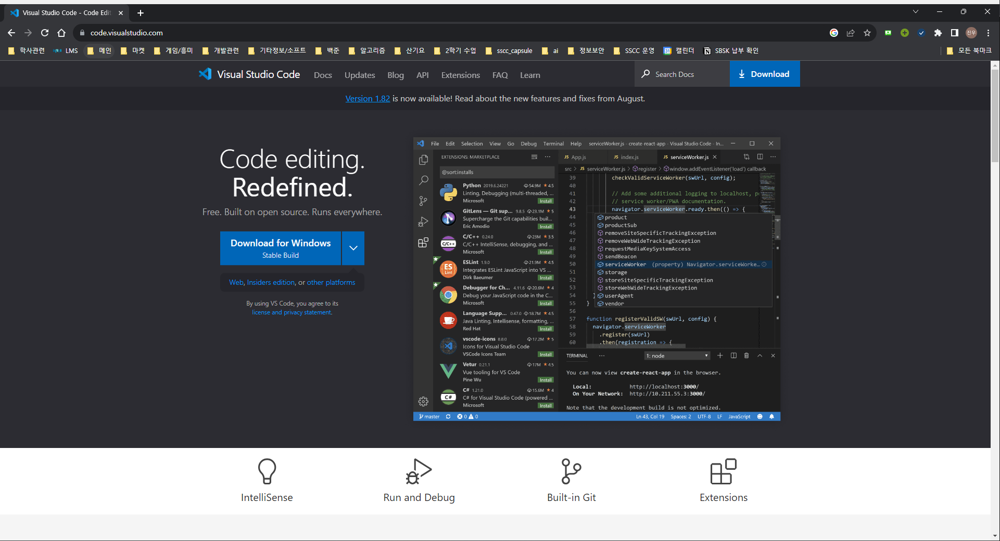 Visual Studio Code - Code Edit
code.visualstudio.com
진우
학사관련 LMS 메인 마켓 게임/흥미 개발관련 기타정보/소프트 백준 알고리즘 산기요 2학기 수업 sscc_capsule ai 정보보안 SSCC 운영 31 캘린더 SBSK 납부 확인 모든 북마크
Visual Studio Code Docs Updates Blog API Extensions FAQ Learn Search Docs Download
Version 1.82 is now available! Read about the new features and fixes from August.
Code editing.
Redefined.
Free. Built on open source. Runs everywhere.
Download for Windows
Stable Build
Web, Insiders edition, or other platforms
By using VS Code, you agree to its
license and privacy statement.
File Edit Selection View Go Debug Terminal Help serviceWorker.js - create-react-app - Visual Studio Code - In...
EXTENSIONS: MARKETPLACE
@sort:installs
Python 2019.6.24221 54.9M 4.5
Linting, Debugging (multi-threaded, ...
Microsoft Install
GitLens — Git sup... 9.8.5 23.1M 5
Supercharge the Git capabilities buil...
Eric Amodio Install
C/C++
C/C++ 0.24.0 23M 3.5
C/C++ IntelliSense, debugging, and ...
Microsoft Install
ES Lint
ESLint 1.9.0 21.9M 4.5
Integrates ESLint JavaScript into VS ...
Dirk Baeumer Install
Debugger for Ch... 4.11.6 20.6M 4
Debug your JavaScript code in the C...
Microsoft Install
Language Supp... 0.47.0 18.7M 4.5
Java Linting, Intellisense, formatting, ...
Red Hat Install
vscode-icons 8.8.0 17.2M 5
Icons for Visual Studio Code
VSCode Icons Team Install
Vetur 0.21.1 17M 4.5
Vue tooling for VS Code
Pine Wu Install
C#
C# 1.21.0 15.6M 4
C# for Visual Studio Code (powered ...
Microsoft Install
JS App.js JS index.js JS serviceWorker.js
src > JS serviceWorker.js > register > window.addEventListener('load') callback
39 checkValidServiceWorker(swUrl, config);
40
41 // Add some additional logging to localhost, po
42 // service worker/PWA documentation.
43 navigator.serviceWorker.ready.then(() => {
44 product
45 productSub
46 removeSiteSpecificTrackingException
47 removeWebWideTrackingException
48 requestMediaKeySystemAccess
49 sendBeacon
50 serviceWorker (property) Navigator.serviceWorke...
51 storage
52 storeSiteSpecificTrackingException
53 storeWebWideTrackingException
54 } userAgent
55 } vendor
56
57 function registerValidSW(swUrl, config) {
58 navigator.serviceWorker
59 .register(swUrl)
60 .then(registration => {
TERMINAL ... 1: node
You can now view create-react-app in the browser.
Local: http://localhost:3000/
On Your Network: http://10.211.55.3:3000/
Note that the development build is not optimized.
master 0 0 Ln 43, Col 19 Spaces: 2 UTF-8 LF JavaScript
IntelliSense Run and Debug Built-in Git Extensions